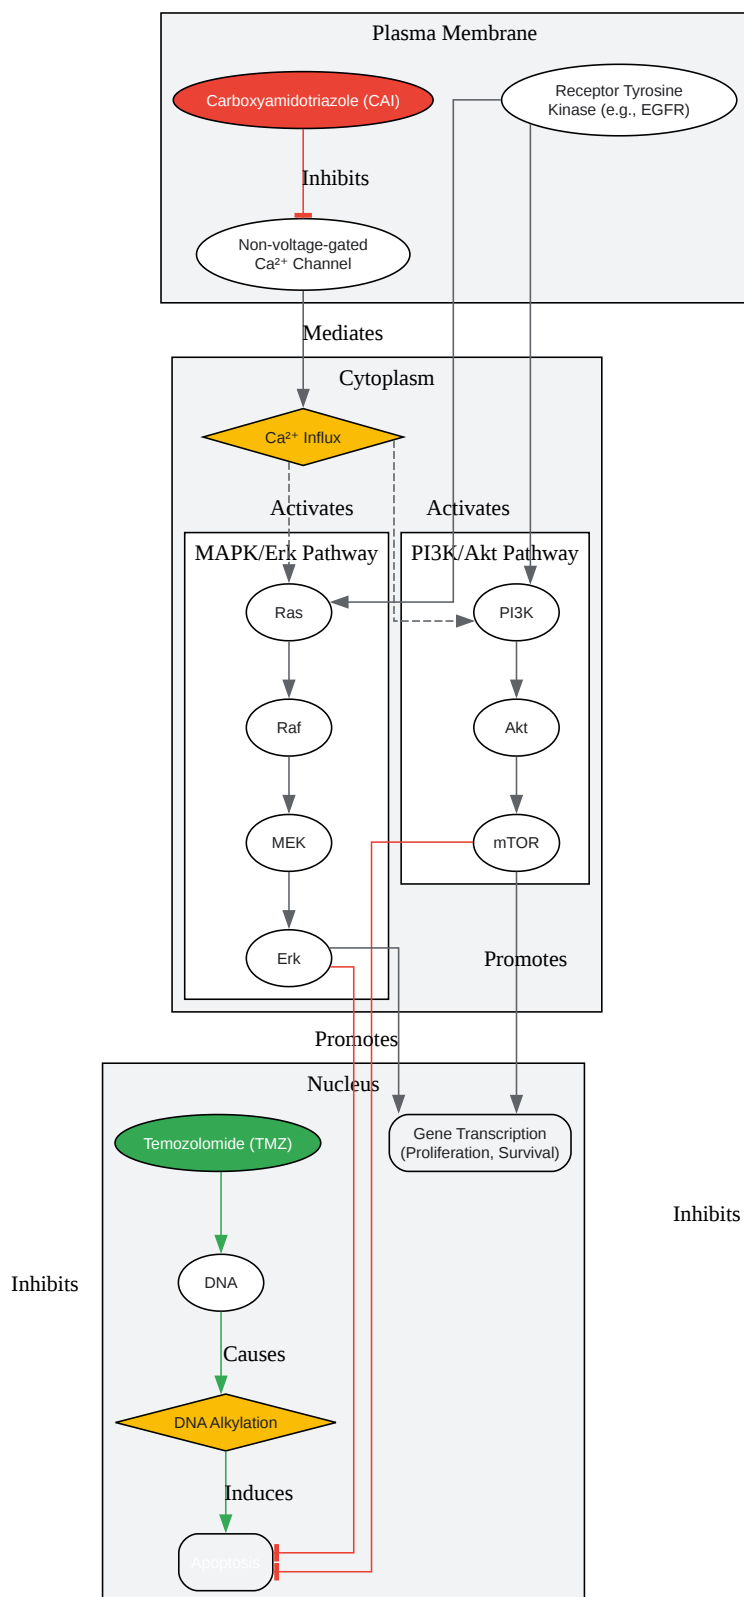 Plasma Membrane
Carboxyamidotriazole (CAI)
Receptor Tyrosine
Kinase (e.g., EGFR)
Inhibits
Non-voltage-gated
Ca²⁺ Channel
Mediates
Cytoplasm
Ca²⁺ Influx
Activates
Activates
MAPK/Erk Pathway
PI3K/Akt Pathway
Ras
PI3K
Raf
Akt
MEK
mTOR
Erk
Promotes
Promotes
Nucleus
Temozolomide (TMZ)
Gene Transcription
(Proliferation, Survival)
Inhibits
DNA
Inhibits
Causes
DNA Alkylation
Induces
Apoptosis